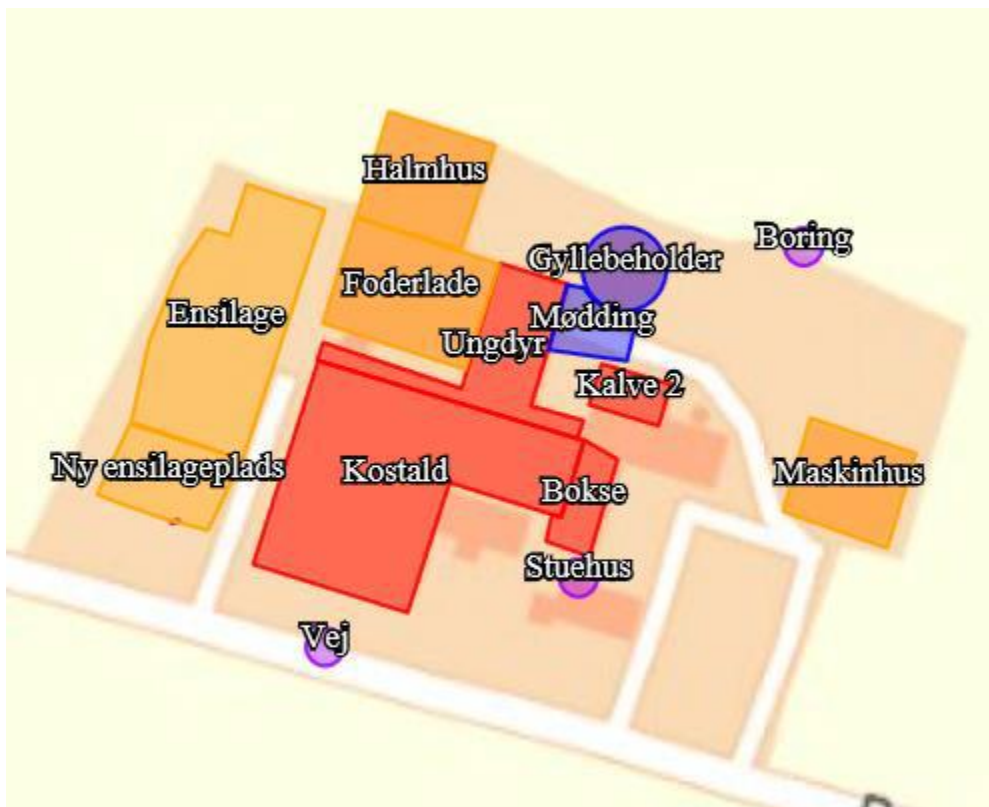 Halmhus
Boring
Gyllebeholder
Foderlade
Ensilage
Mødding
Ungdyr
Kalve 2
Ny ensilageplads
Kostald
Maskinhus
Bokse
Stuehus
Vej